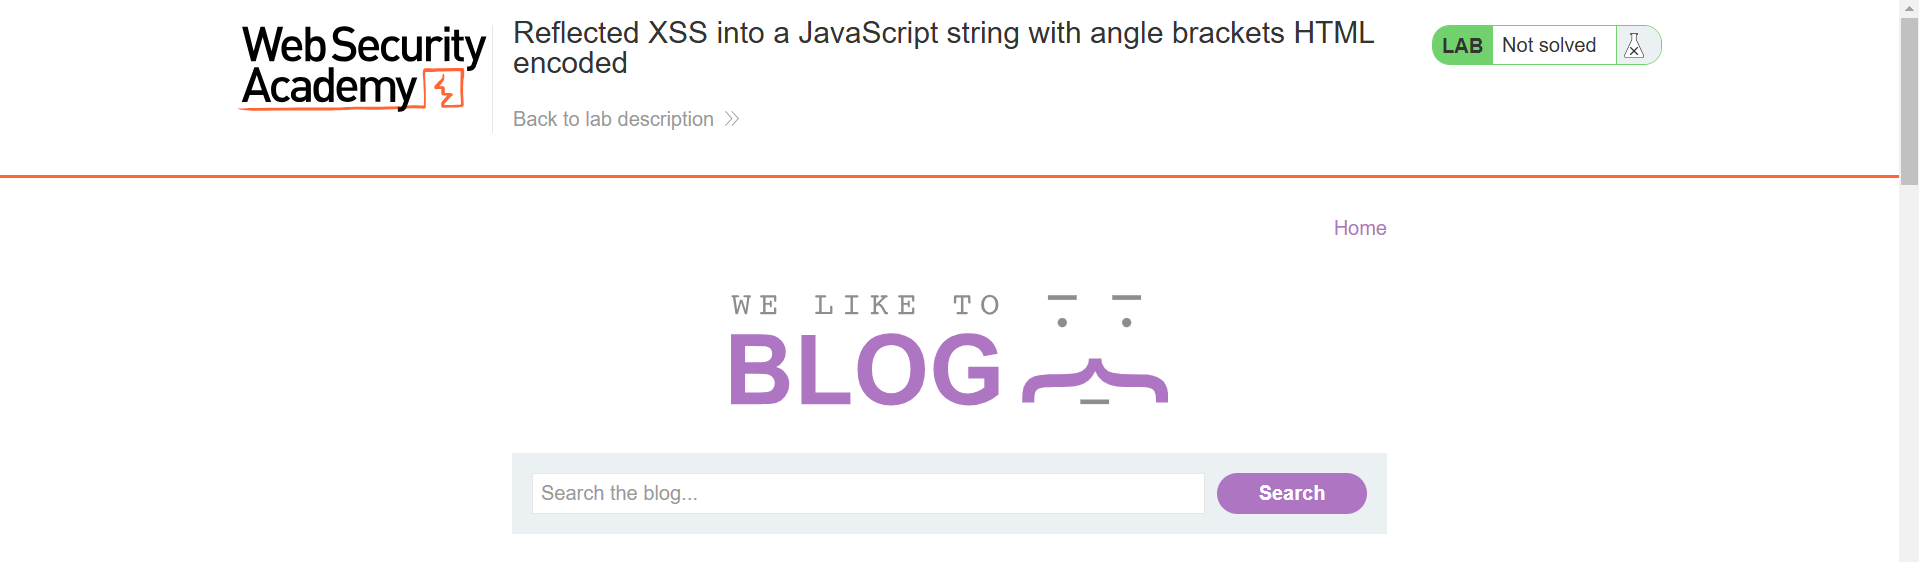 Web Security
Academy
Reflected XSS into a JavaScript string with angle brackets HTML
encoded
Back to lab description
LAB Not solved
Home
WE LIKE TO
BLOG
Search the blog...
Search